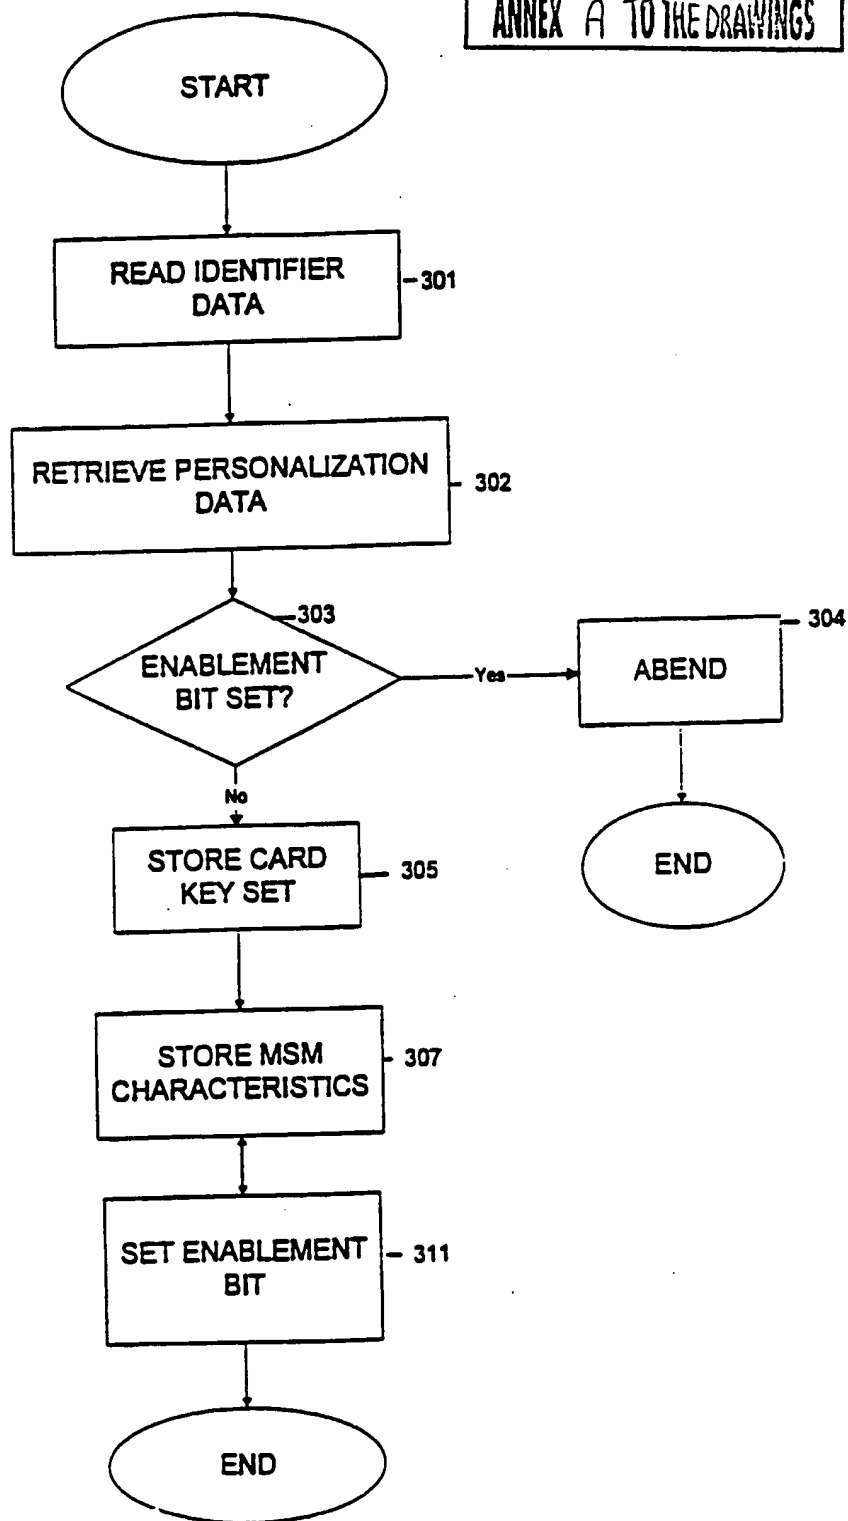 ANNEX A TO THE DRAWINGS
START
READ IDENTIFIER
DATA
301
RETRIEVE PERSONALIZATION
DATA
302
303
ENABLEMENT
BIT SET?
Yes
304
ABEND
No
END
STORE CARD
KEY SET
305
STORE MSM
CHARACTERISTICS
307
SET ENABLEMENT
BIT
311
END